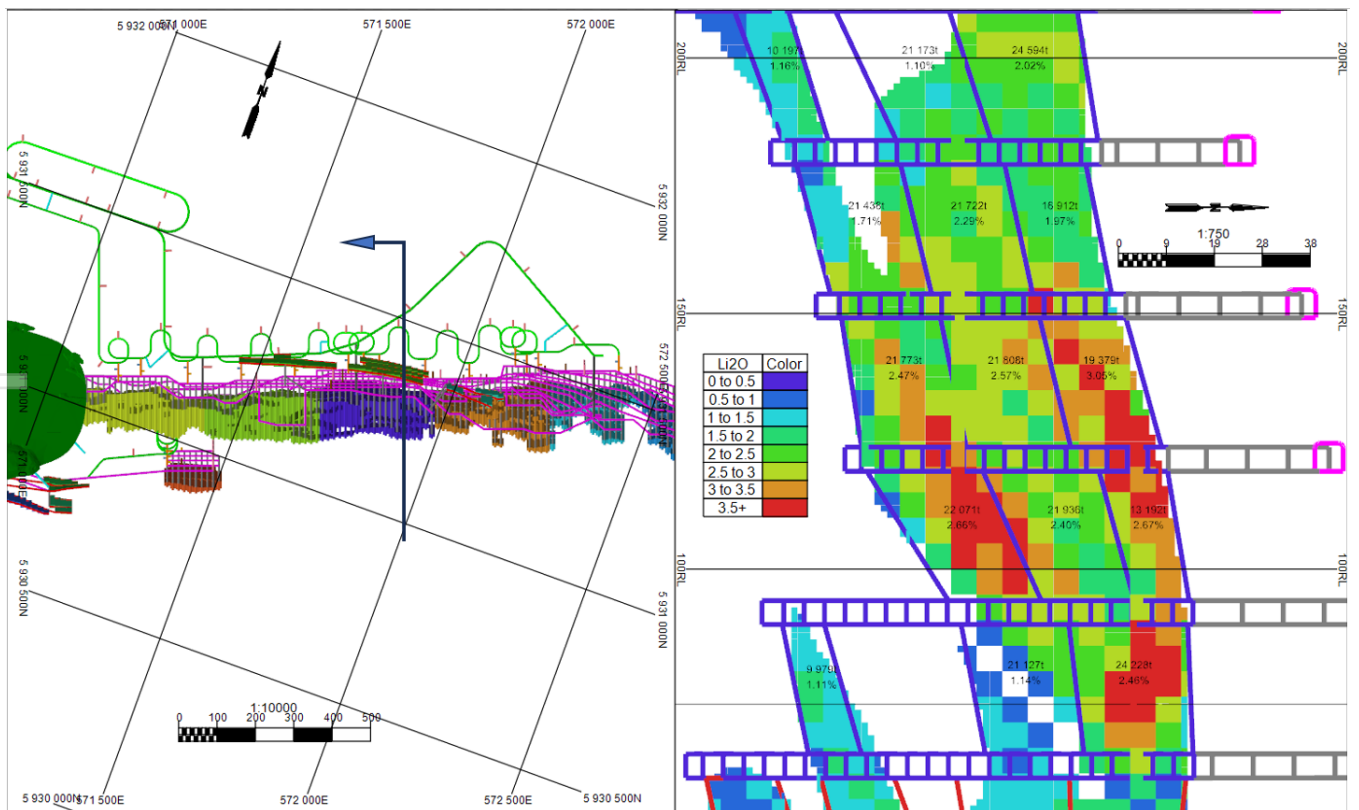 5 932 000N
571 000E
571 500E
572 000E
5 931 500N
5 932 000N
N
572 500E
571 000E
5 931 000N
5 930 500N
1:10000
0 100 200 300 400 500
5 930 000N
571 500E
572 000E
572 500E
5 930 500N
200RL
200RL
10 197t
1.16%
21 173t
1.10%
24 594t
2.02%
21 438t
1.71%
21 722t
2.29%
16 912t
1.97%
N
1:750
0 9 19 28 38
150RL
150RL
Li2O Color
0 to 0.5
0.5 to 1
1 to 1.5
1.5 to 2
2 to 2.5
2.5 to 3
3 to 3.5
3.5+
21 773t
2.47%
21 808t
2.57%
19 379t
3.05%
22 071t
2.66%
21 936t
2.40%
13 192t
2.67%
100RL
100RL
9 979t
1.11%
21 127t
1.14%
24 228t
2.46%